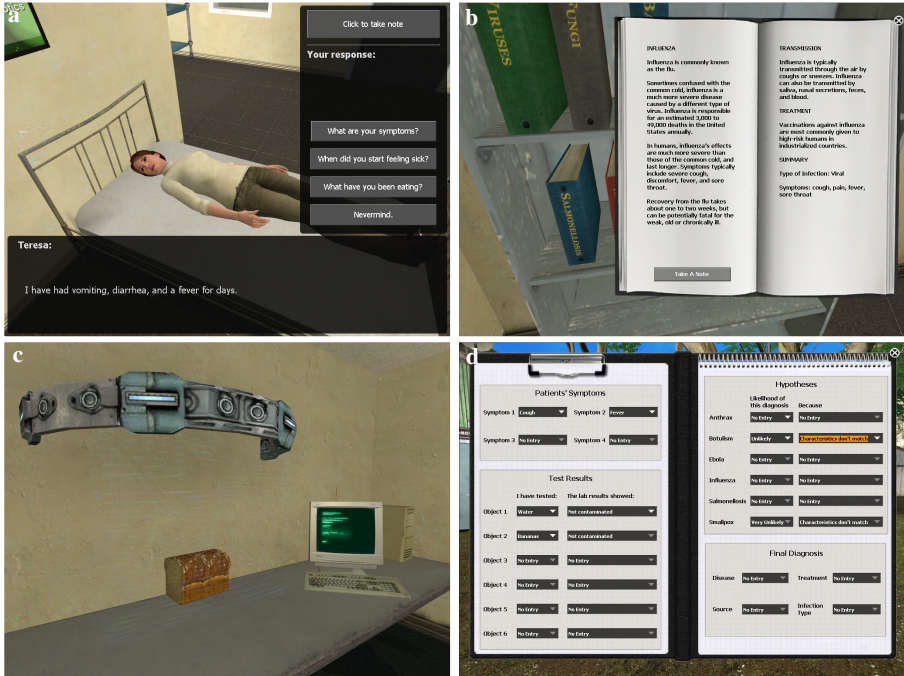 a
Click to take note
Your response:
What are your symptoms?
When did you start feeling sick?
What have you been eating?
Nevermind.
Teresa:
I have had vomiting, diarrhea, and a fever for days.
b
VIRUSES
FUNGI
SALMONELLOSIS
INFLUENZA
Influenza is commonly known
as the flu.
Sometimes confused with the
common cold, influenza is a
much more severe disease
caused by a different type of
virus. Influenza is responsible
for an estimated 3,000 to
49,000 deaths in the United
States annually.
In humans, influenza's effects
are much more severe than
those of the common cold, and
last longer. Symptoms typically
include severe cough,
discomfort, fever, and sore
throat.
Recovery from the flu takes
about one to two weeks, but
can be potentially fatal for the
weak, old or chronically ill.
Take A Note
TRANSMISSION
Influenza is typically
transmitted through the air by
coughs or sneezes. Influenza
can also be transmitted by
saliva, nasal secretions, feces,
and blood.
TREATMENT
Vaccinations against influenza
are most commonly given to
high-risk humans in
industrialized countries.
SUMMARY
Type of Infection: Viral
Symptoms: cough, pain, fever,
sore throat
c
d
Patients' Symptoms
Symptom 1 Cough Symptom 2 Fever
Symptom 3 No Entry Symptom 4 No Entry
Test Results
I have tested: The lab results showed:
Object 1 Water Not contaminated
Object 2 Bananas Not contaminated
Object 3 No Entry No Entry
Object 4 No Entry No Entry
Object 5 No Entry No Entry
Object 6 No Entry No Entry
Hypotheses
Likelihood of
this diagnosis Because
Anthrax No Entry No Entry
Botulism Unlikely Characteristics don't match
Ebola No Entry No Entry
Influenza No Entry No Entry
Salmonellosis No Entry No Entry
Smallpox Very Unlikely Characteristics don't match
Final Diagnosis
Disease No Entry Treatment No Entry
Source No Entry Infection
Type No Entry